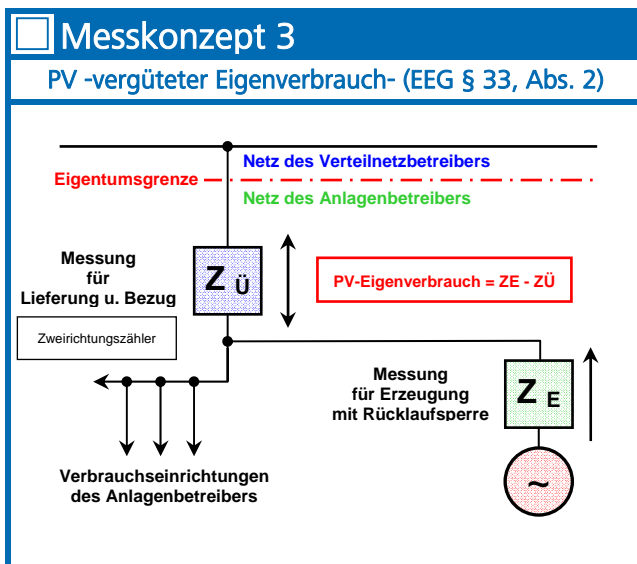 Messkonzept 3
PV -vergüteter Eigenverbrauch- (EEG § 33, Abs. 2)
Netz des Verteilnetzbetreibers
Eigentumsgrenze
Netz des Anlagenbetreibers
Messung
für
Lieferung u. Bezug
Z Ü
PV-Eigenverbrauch = ZE - ZÜ
Zweirichtungszähler
Messung
für Erzeugung
mit Rücklaufsperre
Z E
Verbrauchseinrichtungen
des Anlagenbetreibers
~